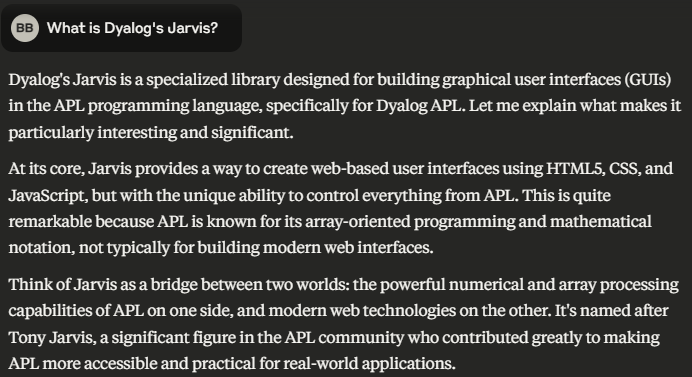 BB What is Dyalog's Jarvis?
Dyalog's Jarvis is a specialized library designed for building graphical user interfaces (GUIs)
in the APL programming language, specifically for Dyalog APL. Let me explain what makes it
particularly interesting and significant.
At its core, Jarvis provides a way to create web-based user interfaces using HTML5, CSS, and
JavaScript, but with the unique ability to control everything from APL. This is quite
remarkable because APL is known for its array-oriented programming and mathematical
notation, not typically for building modern web interfaces.
Think of Jarvis as a bridge between two worlds: the powerful numerical and array processing
capabilities of APL on one side, and modern web technologies on the other. It's named after
Tony Jarvis, a significant figure in the APL community who contributed greatly to making
APL more accessible and practical for real-world applications.